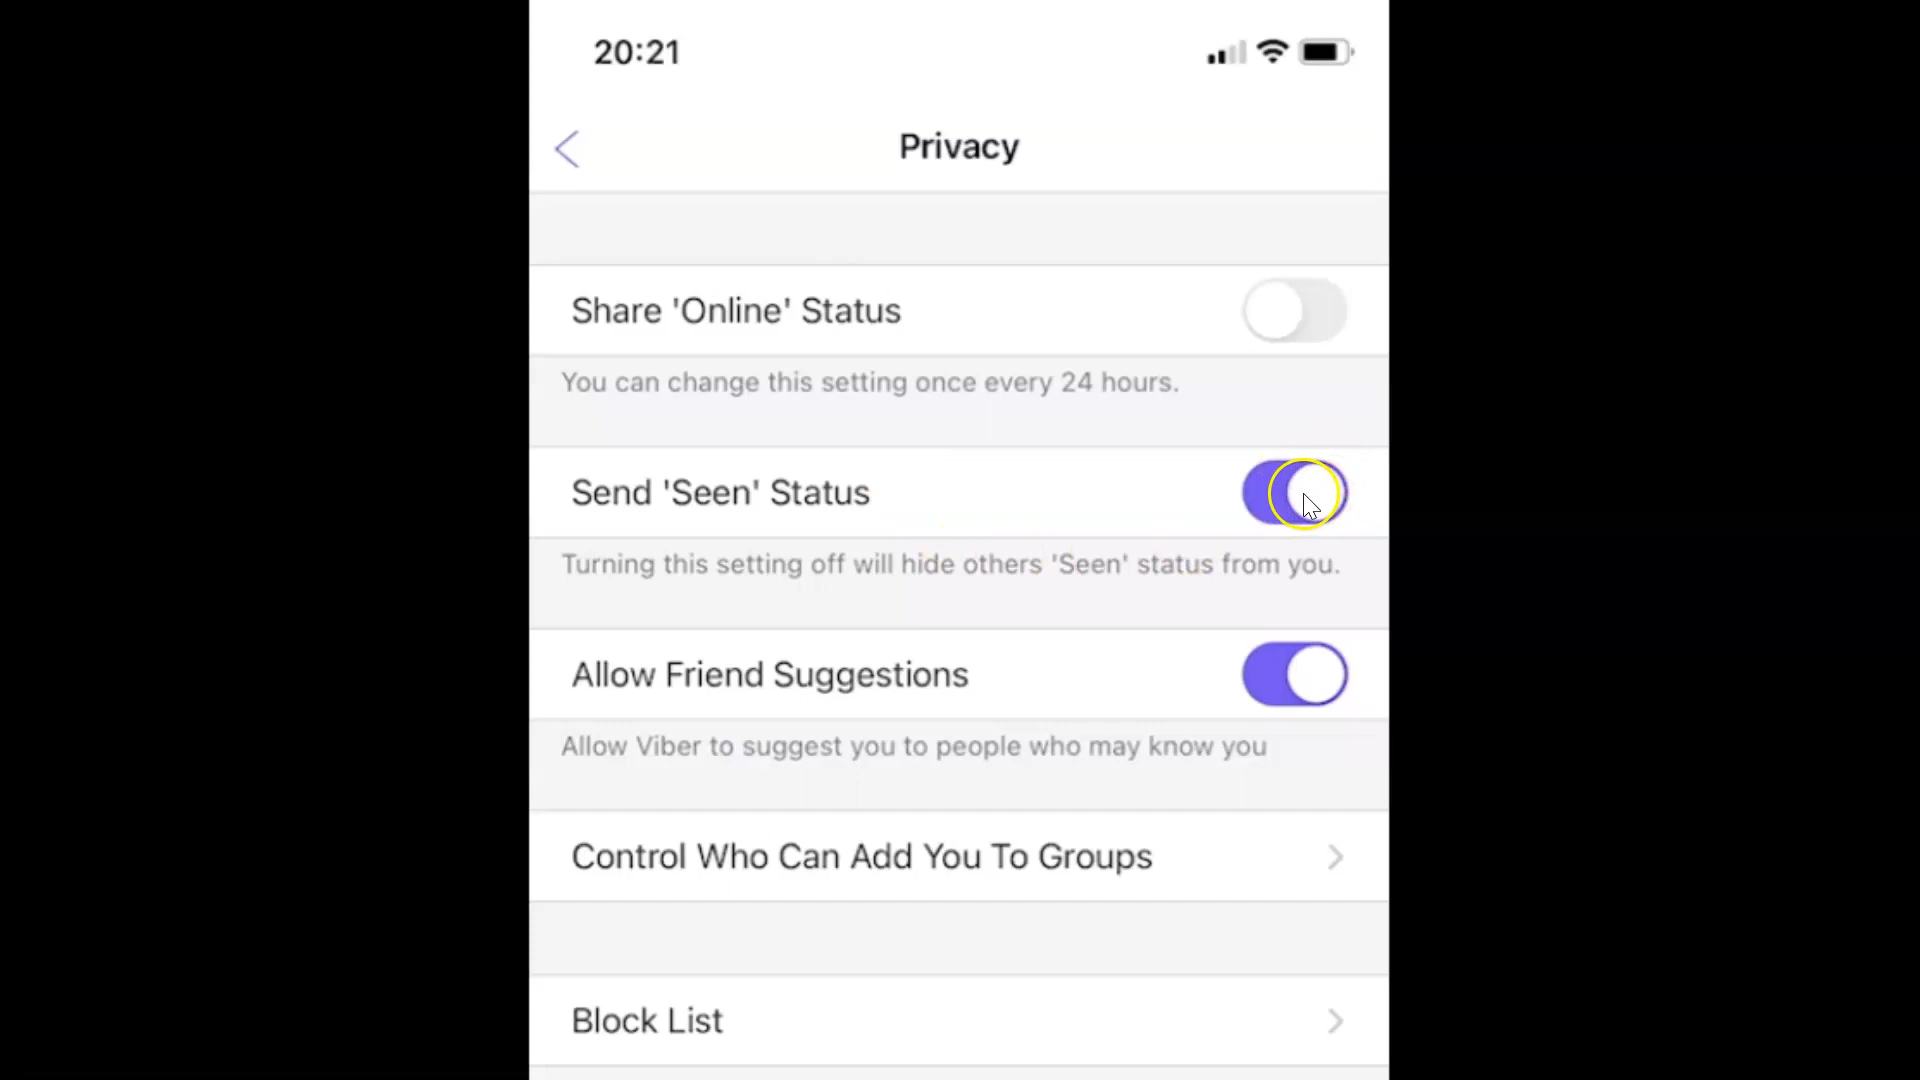 20:21
Privacy
Share 'Online' Status
You can change this setting once every 24 hours.
Send 'Seen' Status
Turning this setting off will hide others 'Seen' status from you.
Allow Friend Suggestions
Allow Viber to suggest you to people who may know you
Control Who Can Add You To Groups
Block List